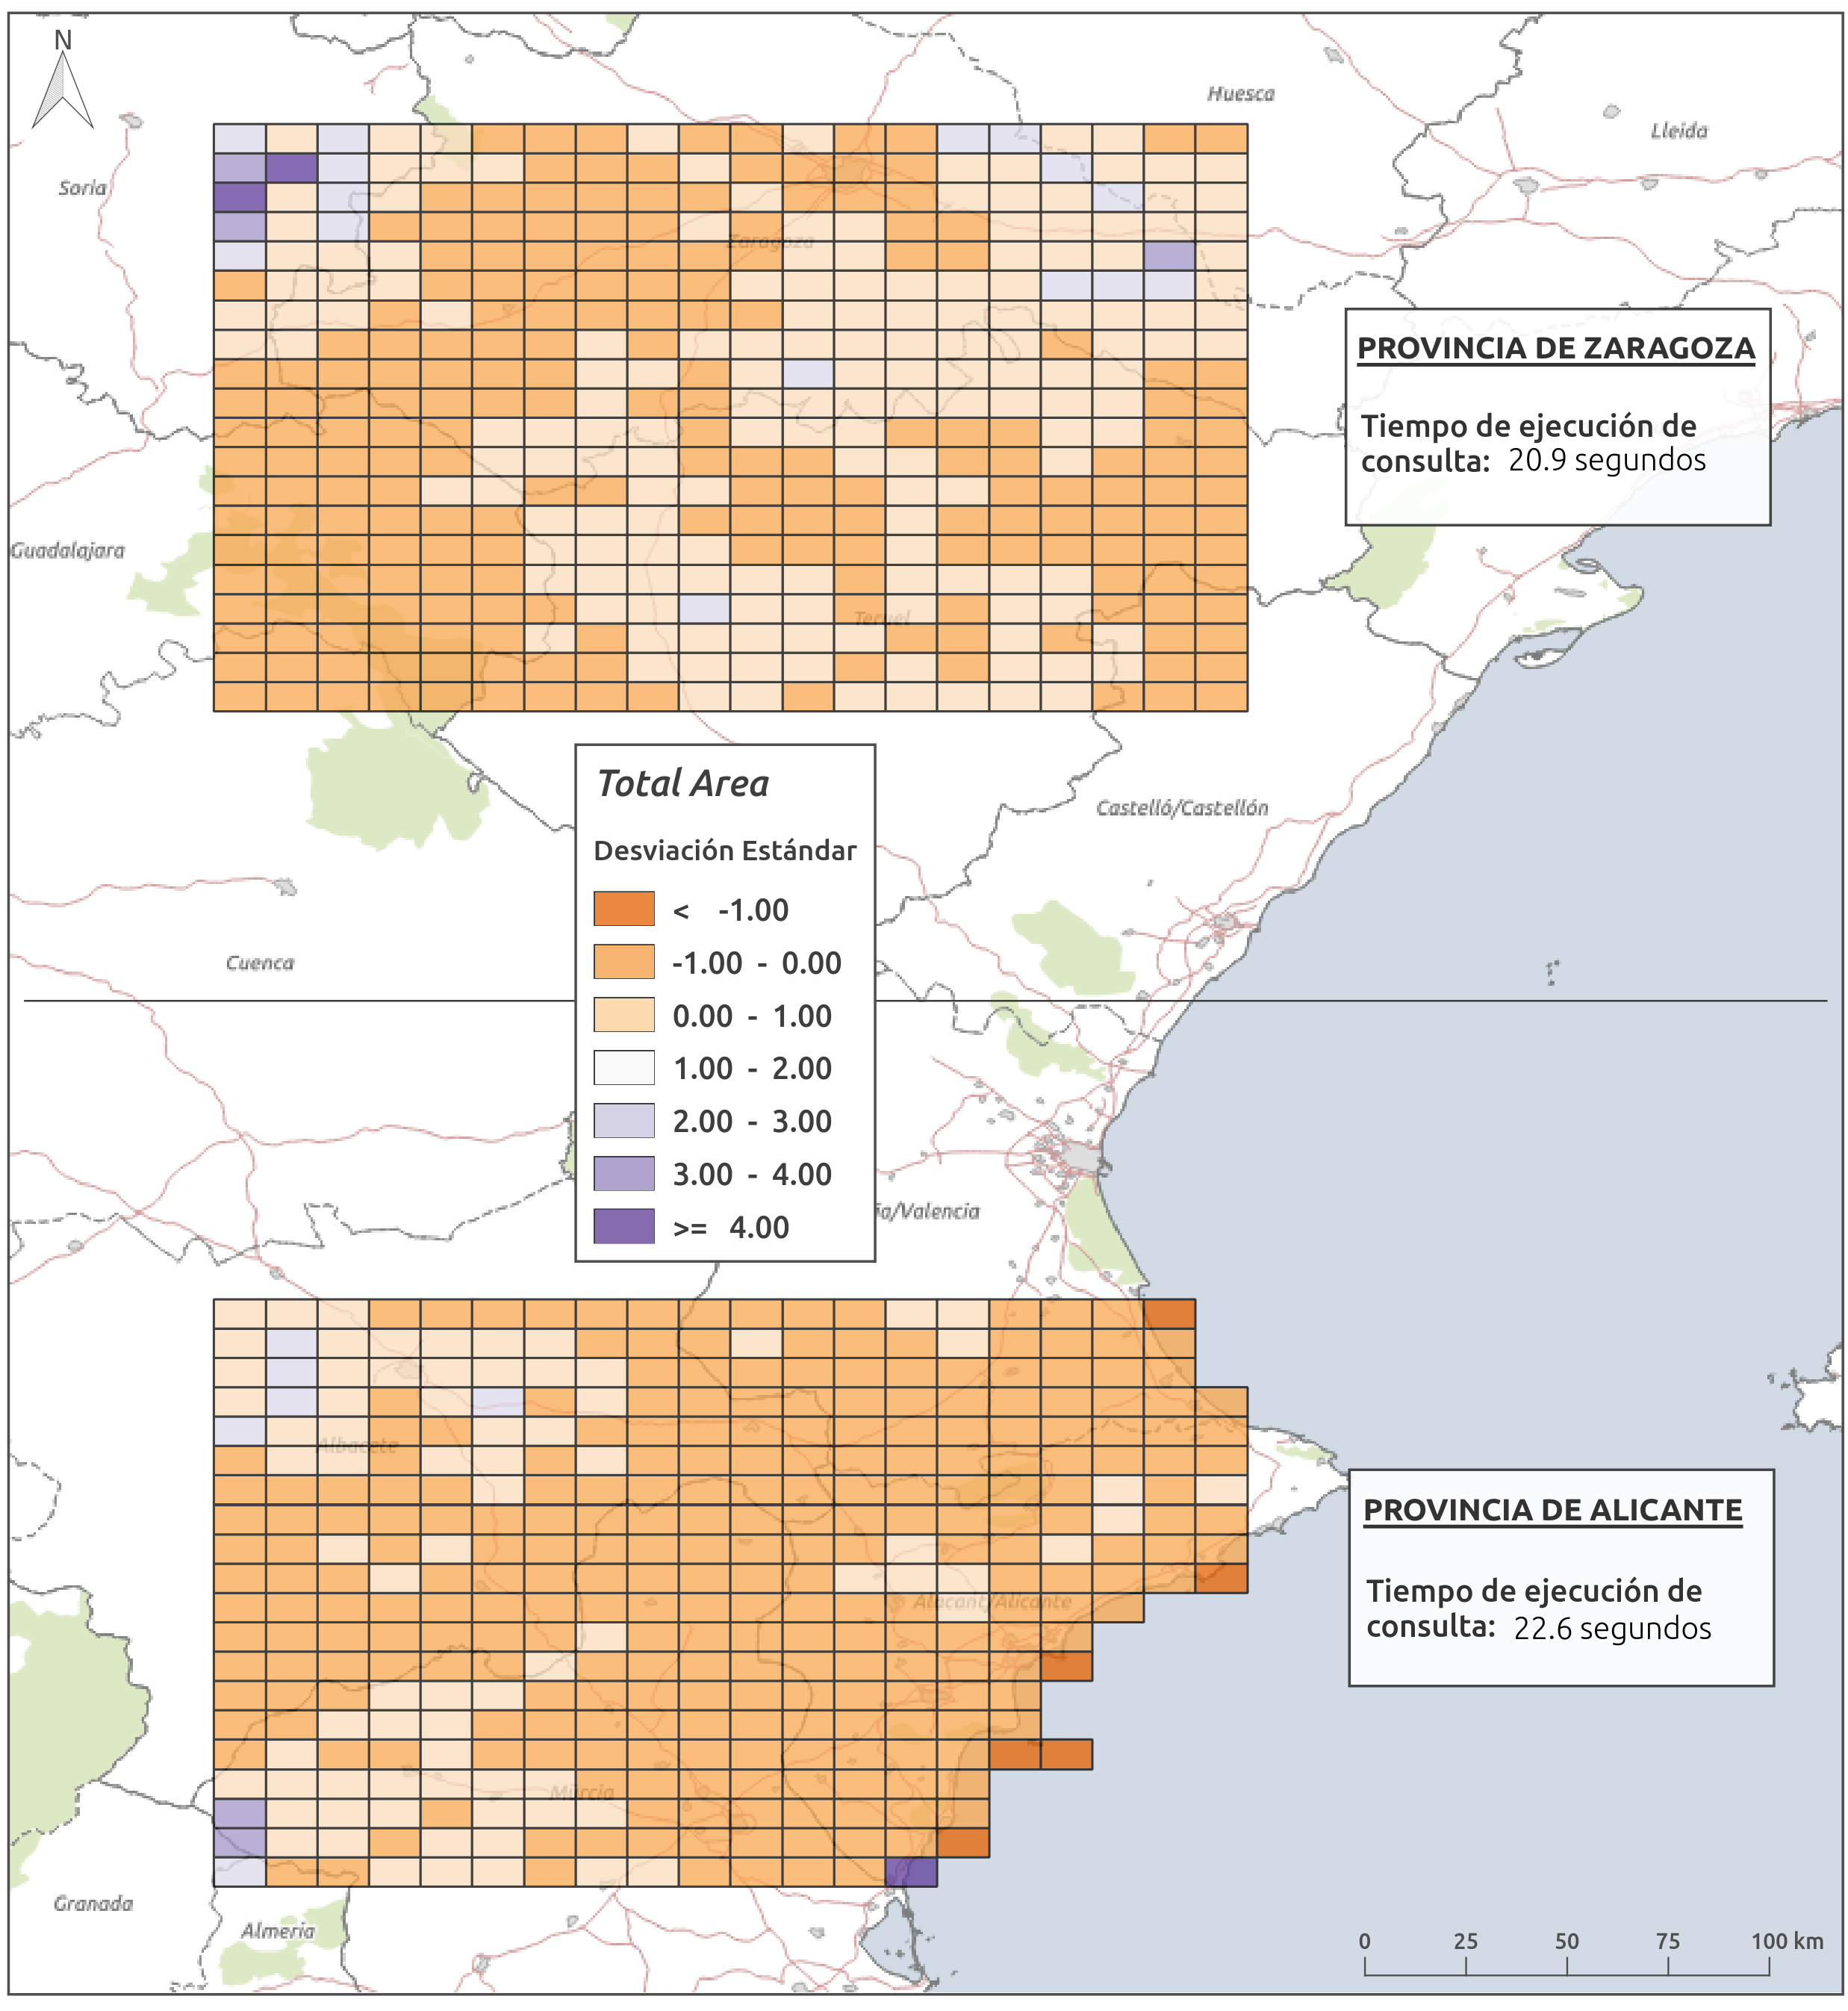 N
Huesca
Lleida
Soria
Zaragoza
PROVINCIA DE ZARAGOZA
Tiempo de ejecución de
consulta: 20.9 segundos
Guadalajara
Teruel
Total Area
Desviación Estándar
< -1.00
-1.00 - 0.00
0.00 - 1.00
1.00 - 2.00
2.00 - 3.00
3.00 - 4.00
>= 4.00
Castelló/Castellón
Cuenca
ia/Valencia
Albacete
PROVINCIA DE ALICANTE
Tiempo de ejecución de
consulta: 22.6 segundos
Alacant/Alicante
Murcia
Granada
Almería
0 25 50 75 100 km